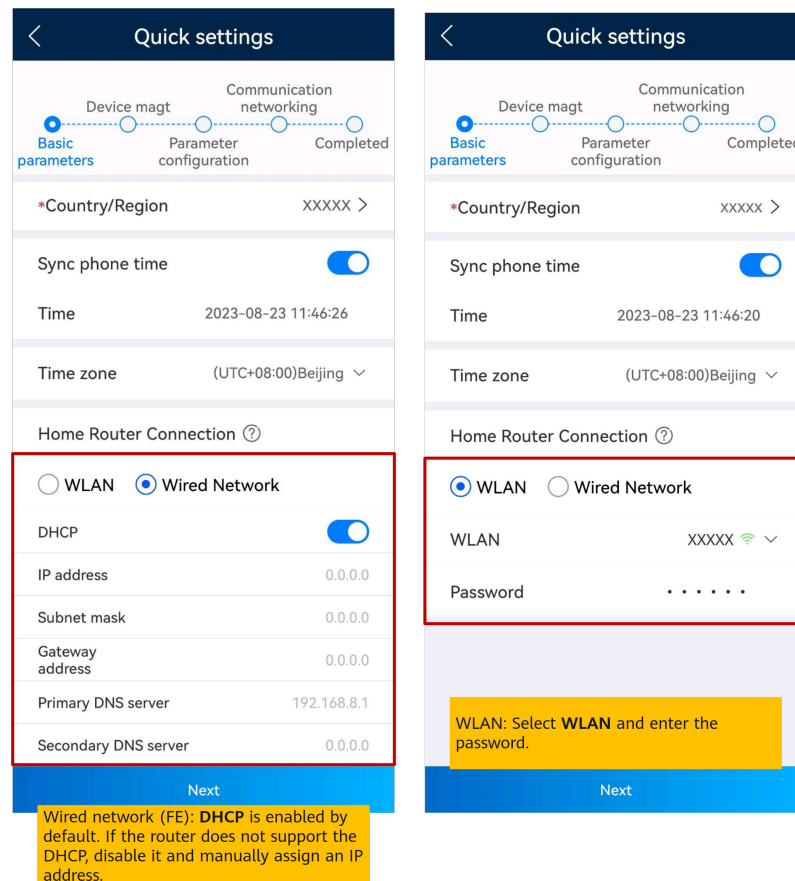 Quick settings
Communication
Device magt networking
Basic Parameter Completed
parameters configuration
*Country/Region XXXXX >
Sync phone time
Time 2023-08-23 11:46:26
Time zone (UTC+08:00)Beijing
Home Router Connection ?
WLAN Wired Network
DHCP
IP address 0.0.0.0
Subnet mask 0.0.0.0
Gateway
address 0.0.0.0
Primary DNS server 192.168.8.1
Secondary DNS server 0.0.0.0
Next
Wired network (FE): DHCP is enabled by
default. If the router does not support the
DHCP, disable it and manually assign an IP
address.
Quick settings
Communication
Device magt networking
Basic Parameter Completed
parameters configuration
*Country/Region XXXXX >
Sync phone time
Time 2023-08-23 11:46:20
Time zone (UTC+08:00)Beijing
Home Router Connection ?
WLAN Wired Network
WLAN XXXXX
Password ······
WLAN: Select WLAN and enter the
password.
Next